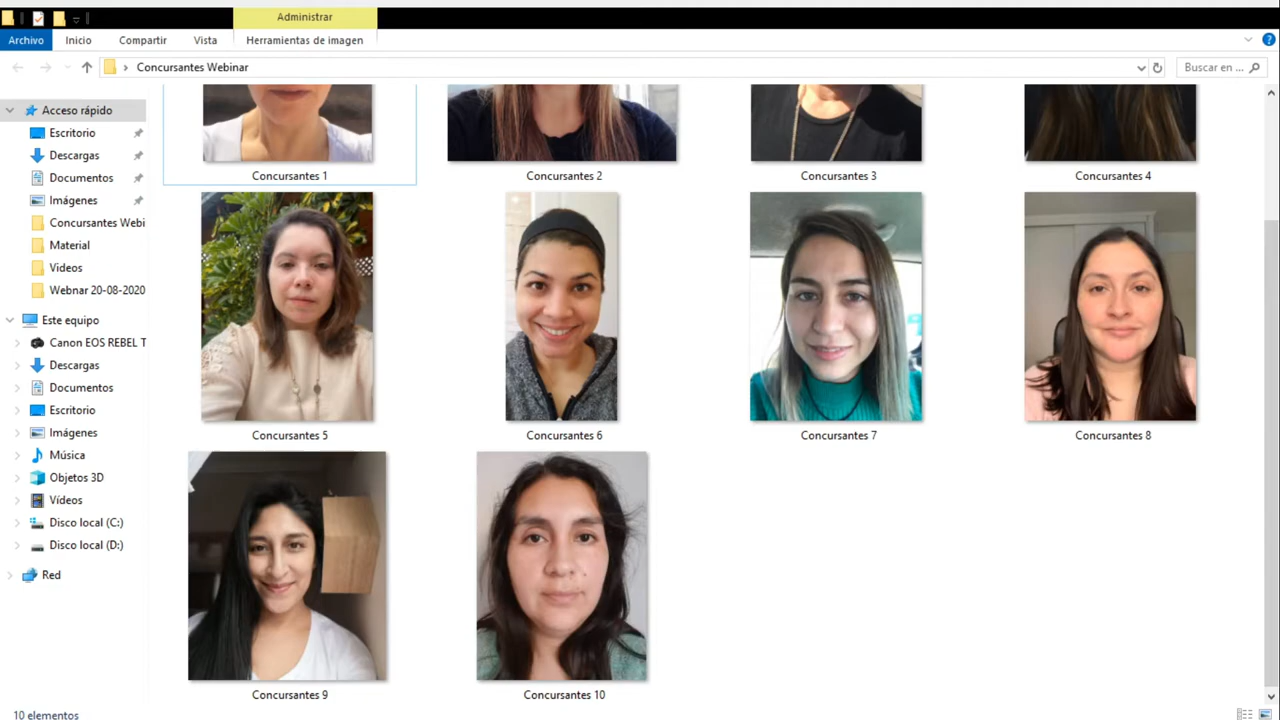 Administrar
Archivo Inicio Compartir Vista Herramientas de imagen
Concursantes Webinar
Buscar en ...
Acceso rápido
Escritorio
Descargas
Documentos
Imágenes
Concursantes Webi
Material
Videos
Webnar 20-08-2020
Este equipo
Canon EOS REBEL T
Descargas
Documentos
Escritorio
Imágenes
Música
Objetos 3D
Vídeos
Disco local (C:)
Disco local (D:)
Red
Concursantes 1
Concursantes 2
Concursantes 3
Concursantes 4
Concursantes 5
Concursantes 6
Concursantes 7
Concursantes 8
Concursantes 9
Concursantes 10
10 elementos